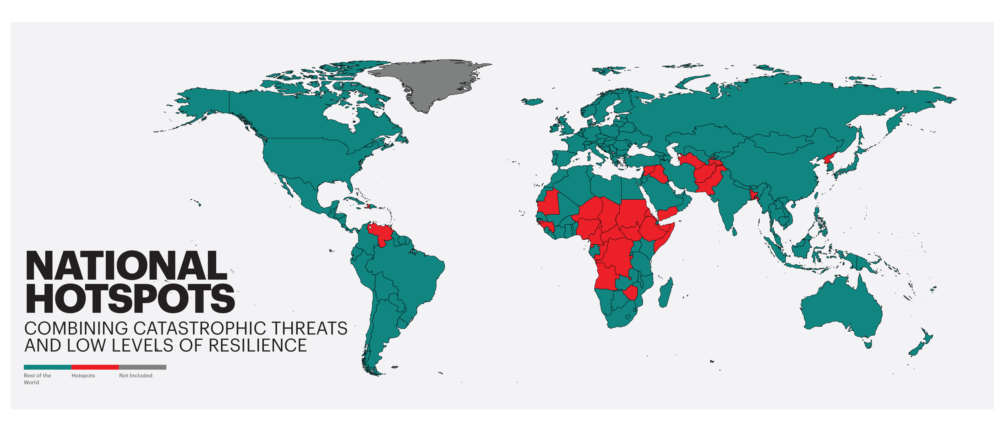 NATIONAL
HOTSPOTS
COMBINING CATASTROPHIC THREATS
AND LOW LEVELS OF RESILIENCE
Rest of the World
Hotspots
Not Included